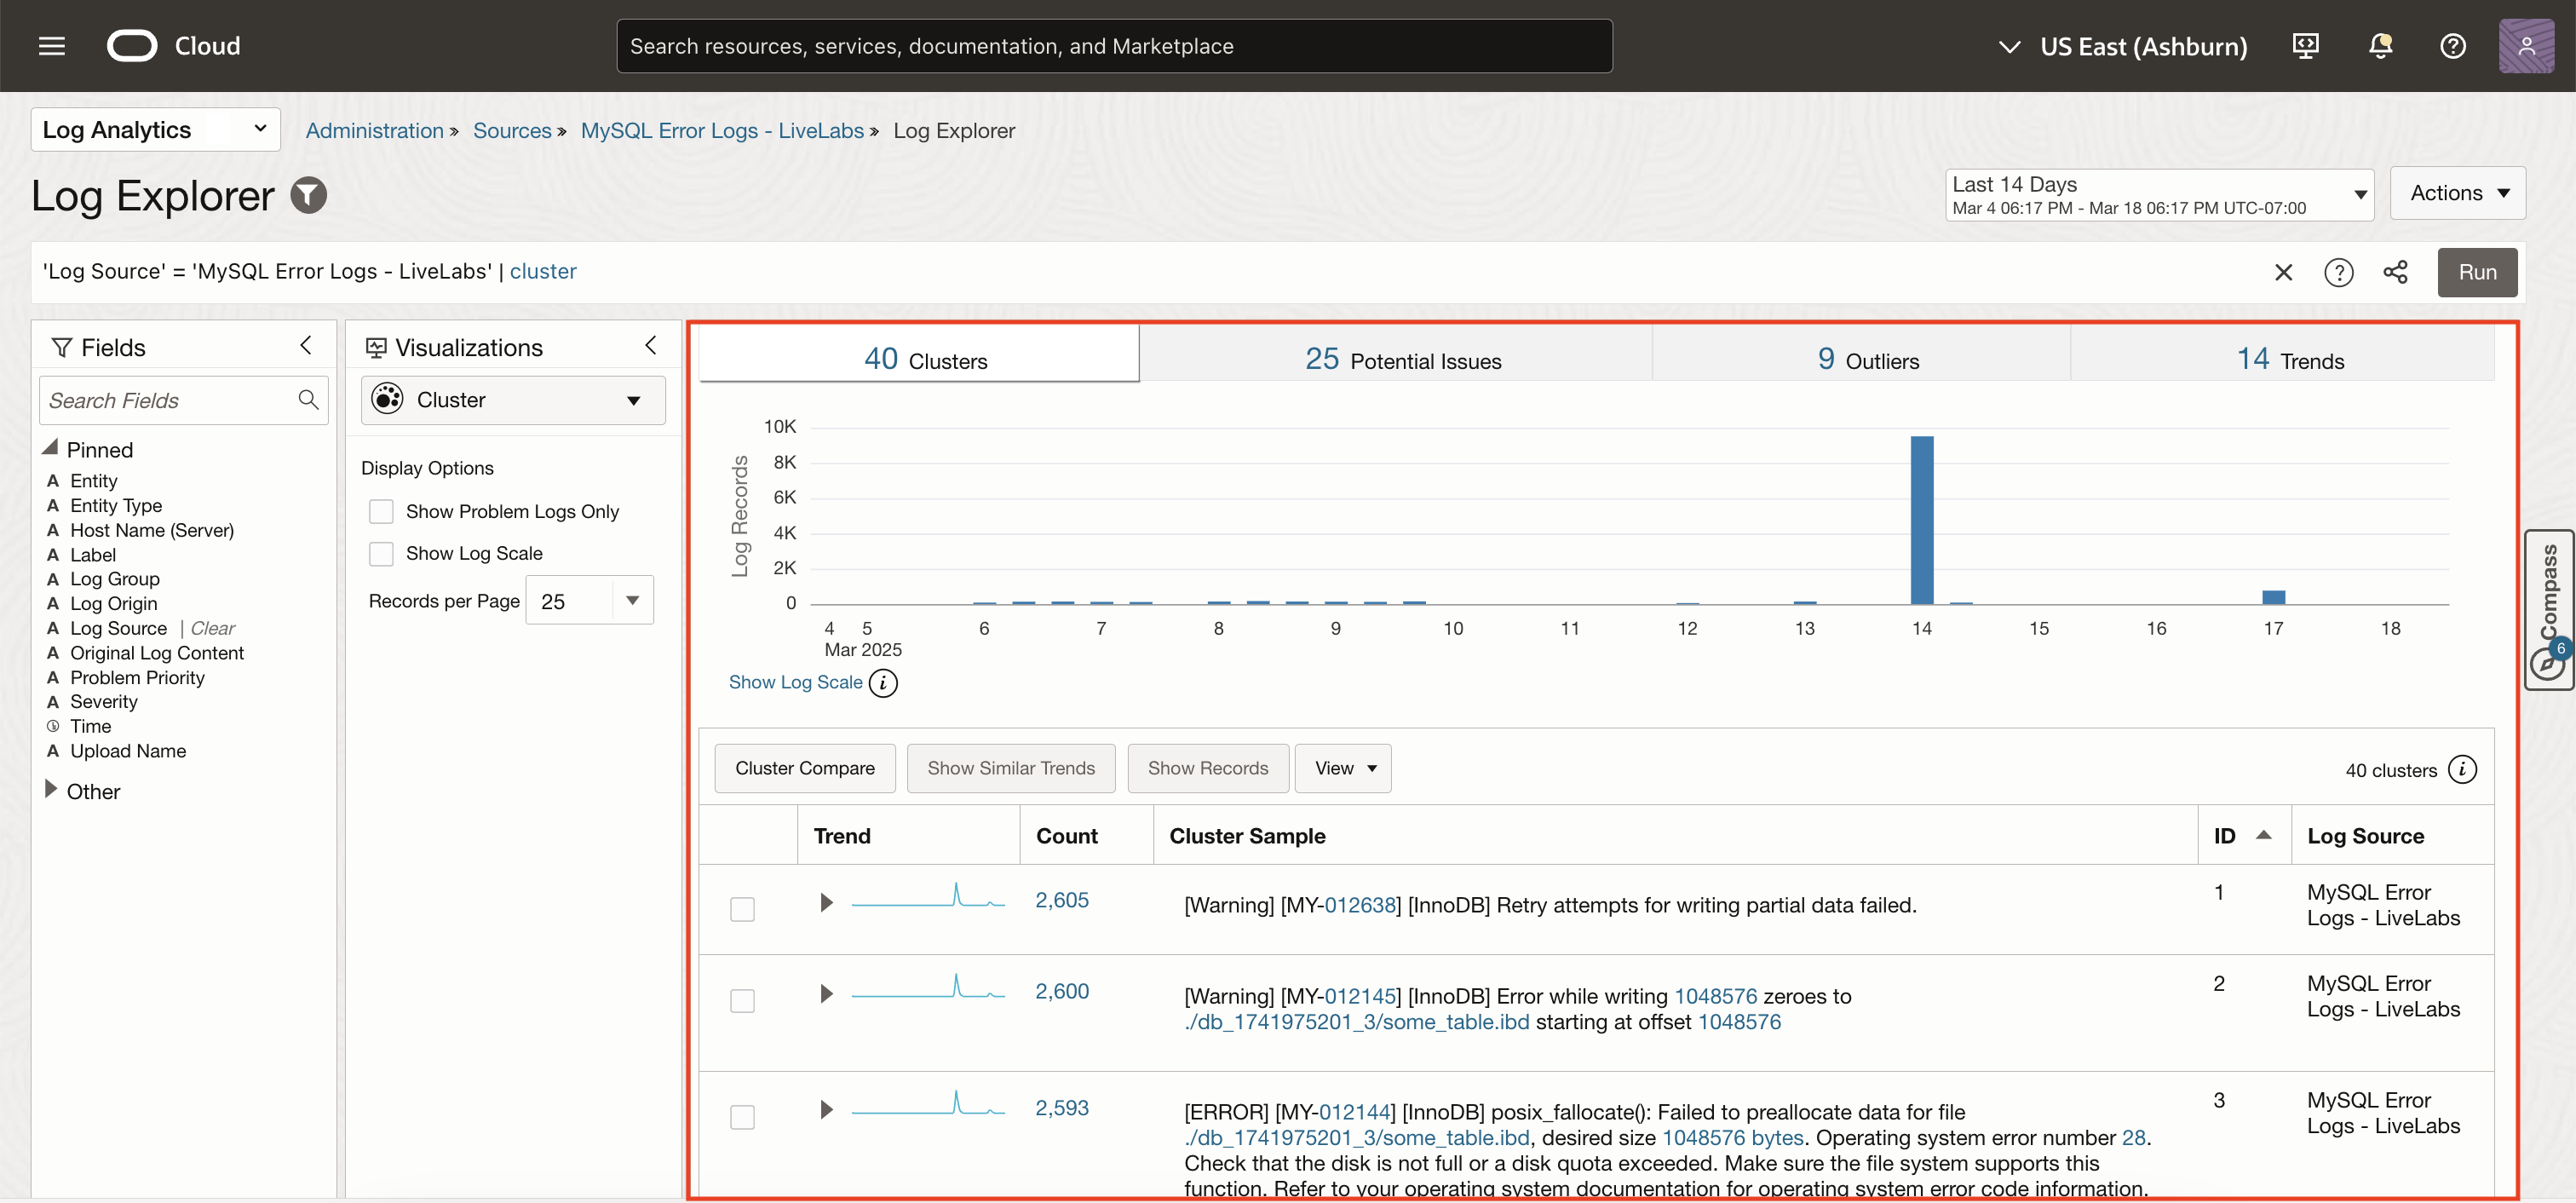 Cloud
Search resources, services, documentation, and Marketplace
US East (Ashburn)
Log Analytics
Administration » Sources » MySQL Error Logs - LiveLabs » Log Explorer
Log Explorer
Last 14 Days
Mar 4 06:17 PM - Mar 18 06:17 PM UTC-07:00
Actions
'Log Source' = 'MySQL Error Logs - LiveLabs' | cluster
Run
Fields
Search Fields
Pinned
A Entity
A Entity Type
A Host Name (Server)
A Label
A Log Group
A Log Origin
A Log Source | Clear
A Original Log Content
A Problem Priority
A Severity
Time
A Upload Name
Other
Visualizations
Cluster
Display Options
Show Problem Logs Only
Show Log Scale
Records per Page 25
40 Clusters
25 Potential Issues
9 Outliers
14 Trends
Log Records
10K
8K
6K
4K
2K
0
4 5 6 7 8 9 10 11 12 13 14 15 16 17 18
Mar 2025
Show Log Scale i
Compass
6
Cluster Compare
Show Similar Trends
Show Records
View
40 clusters i
Trend Count Cluster Sample ID Log Source
2,605 [Warning] [MY-012638] [InnoDB] Retry attempts for writing partial data failed. 1 MySQL Error
Logs - LiveLabs
2,600 [Warning] [MY-012145] [InnoDB] Error while writing 1048576 zeroes to 2 MySQL Error
./db_1741975201_3/some_table.ibd starting at offset 1048576 Logs - LiveLabs
2,593 [ERROR] [MY-012144] [InnoDB] posix_fallocate(): Failed to preallocate data for file 3 MySQL Error
./db_1741975201_3/some_table.ibd, desired size 1048576 bytes. Operating system error number 28. Logs - LiveLabs
Check that the disk is not full or a disk quota exceeded. Make sure the file system supports this
function. Refer to your operating system documentation for operating system error code information.